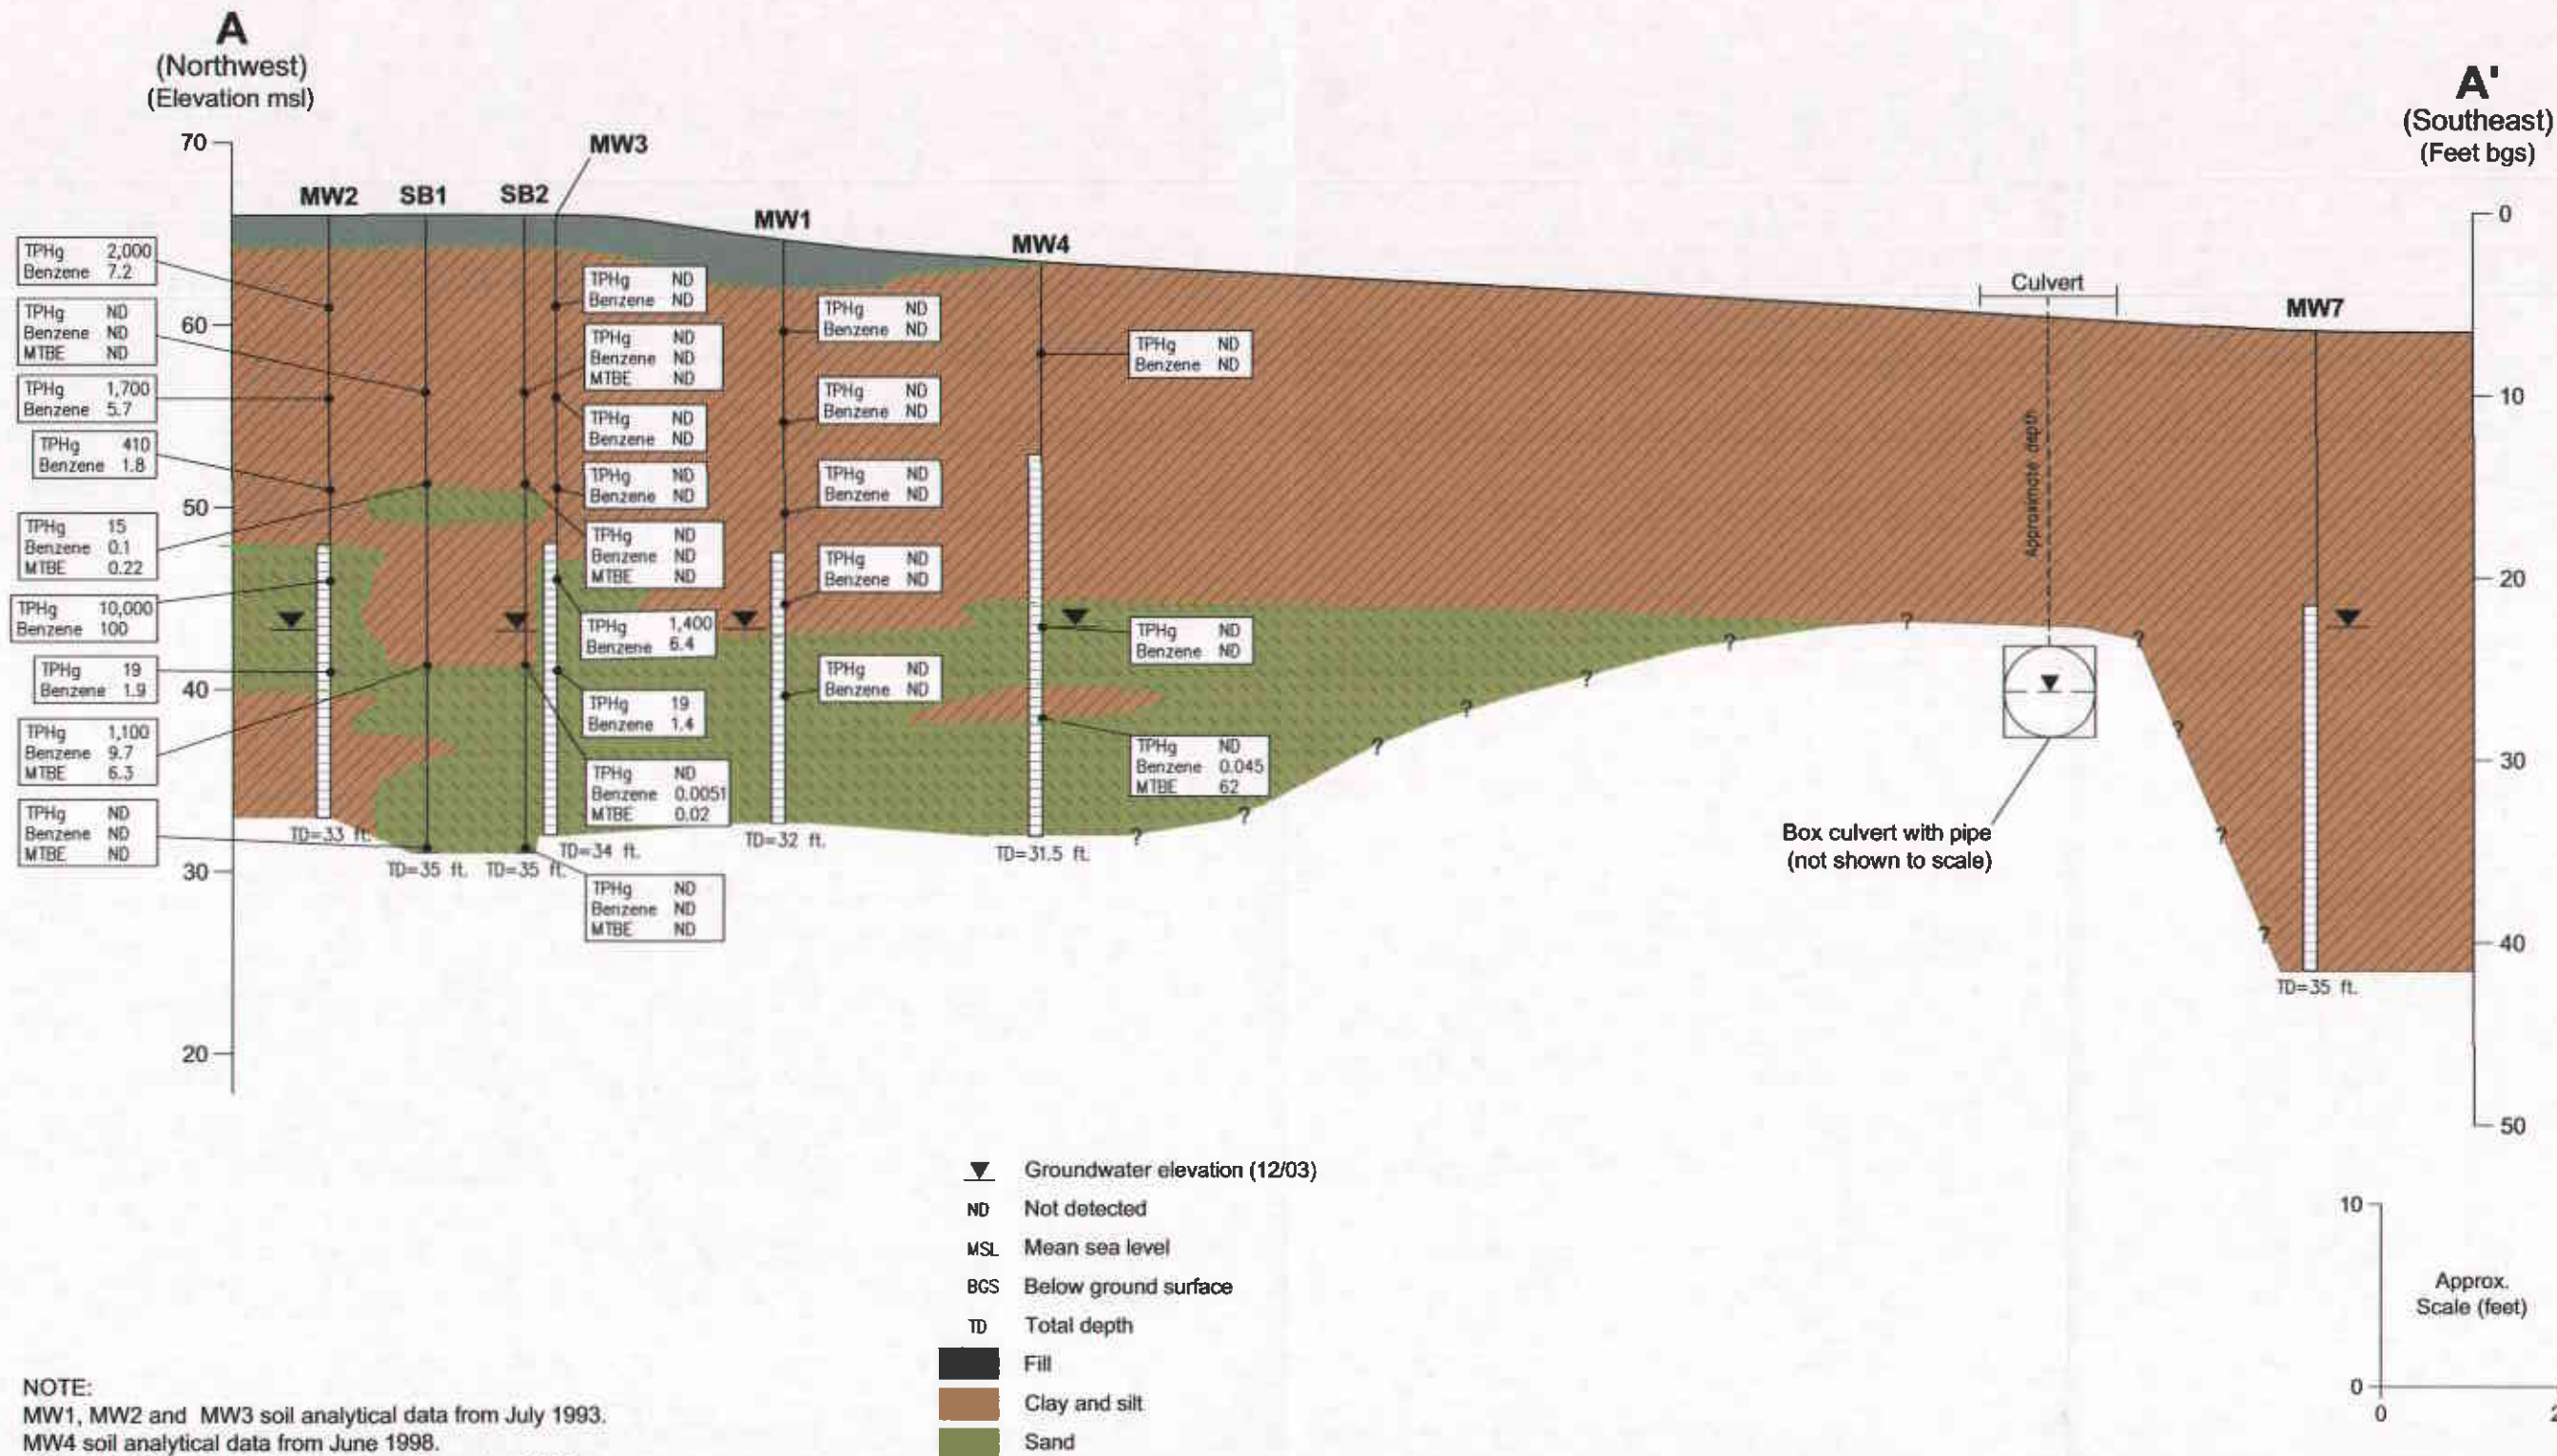 A
(Northwest)
(Elevation msl)
A'
(Southeast)
(Feet bgs)
70
60
50
40
30
20
0
10
20
30
40
50
MW2
SB1
SB2
MW3
MW1
MW4
MW7
Culvert
Approximate depth
TPHg 2,000
Benzene 7.2
TPHg ND
Benzene ND
MTBE ND
TPHg 1,700
Benzene 5.7
TPHg 410
Benzene 1.8
TPHg 15
Benzene 0.1
MTBE 0.22
TPHg 10,000
Benzene 100
TPHg 19
Benzene 1.9
TPHg 1,100
Benzene 9.7
MTBE 6.3
TPHg ND
Benzene ND
MTBE ND
TPHg ND
Benzene ND
TPHg ND
Benzene ND
MTBE ND
TPHg ND
Benzene ND
TPHg ND
Benzene ND
TPHg ND
Benzene ND
MTBE ND
TPHg 1,400
Benzene 6.4
TPHg 19
Benzene 1.4
TPHg ND
Benzene 0.0051
MTBE 0.02
TPHg ND
Benzene ND
MTBE ND
TPHg ND
Benzene ND
TPHg ND
Benzene ND
TPHg ND
Benzene ND
TPHg ND
Benzene ND
TPHg ND
Benzene ND
TPHg ND
Benzene ND
TPHg ND
Benzene ND
TPHg ND
Benzene 0.045
MTBE 62
? ? ? ? ? ? ? ? ? ? ? ?
TD=33 ft.
TD=35 ft.
TD=35 ft.
TD=34 ft.
TD=32 ft.
TD=31.5 ft.
TD=35 ft.
Box culvert with pipe
(not shown to scale)
Groundwater elevation (12/03)
ND Not detected
MSL Mean sea level
BGS Below ground surface
TD Total depth
Fill
Clay and silt
Sand
10
0
0
Approx.
Scale (feet)
NOTE:
MW1, MW2 and MW3 soil analytical data from July 1993.
MW4 soil analytical data from June 1998.